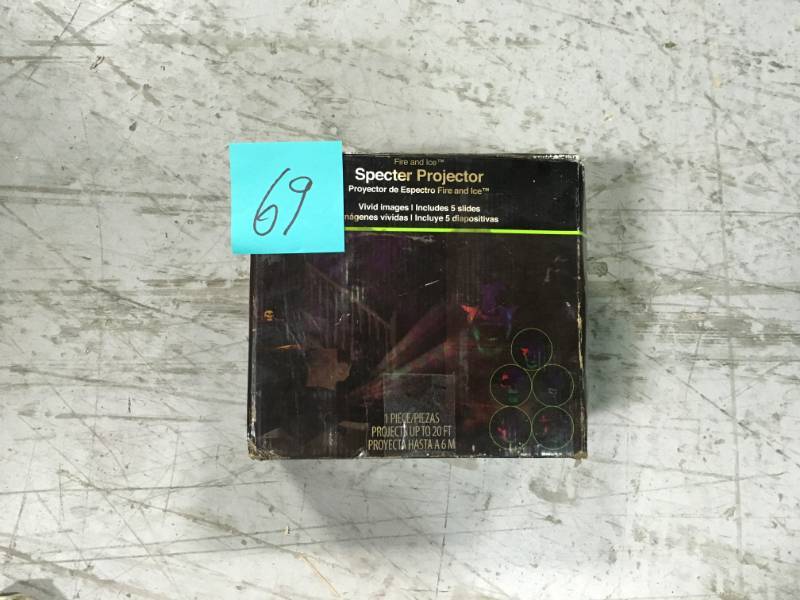 69
Fire and Ice™
Specter Projector
Proyector de Espectro Fire and Ice™
Vivid images | Includes 5 slides
mágenes vívidas | Incluye 5 diapositivas
1 PIECE/PIEZAS
PROJECTS UP TO 20 FT
PROYECTA HASTA A 6 M